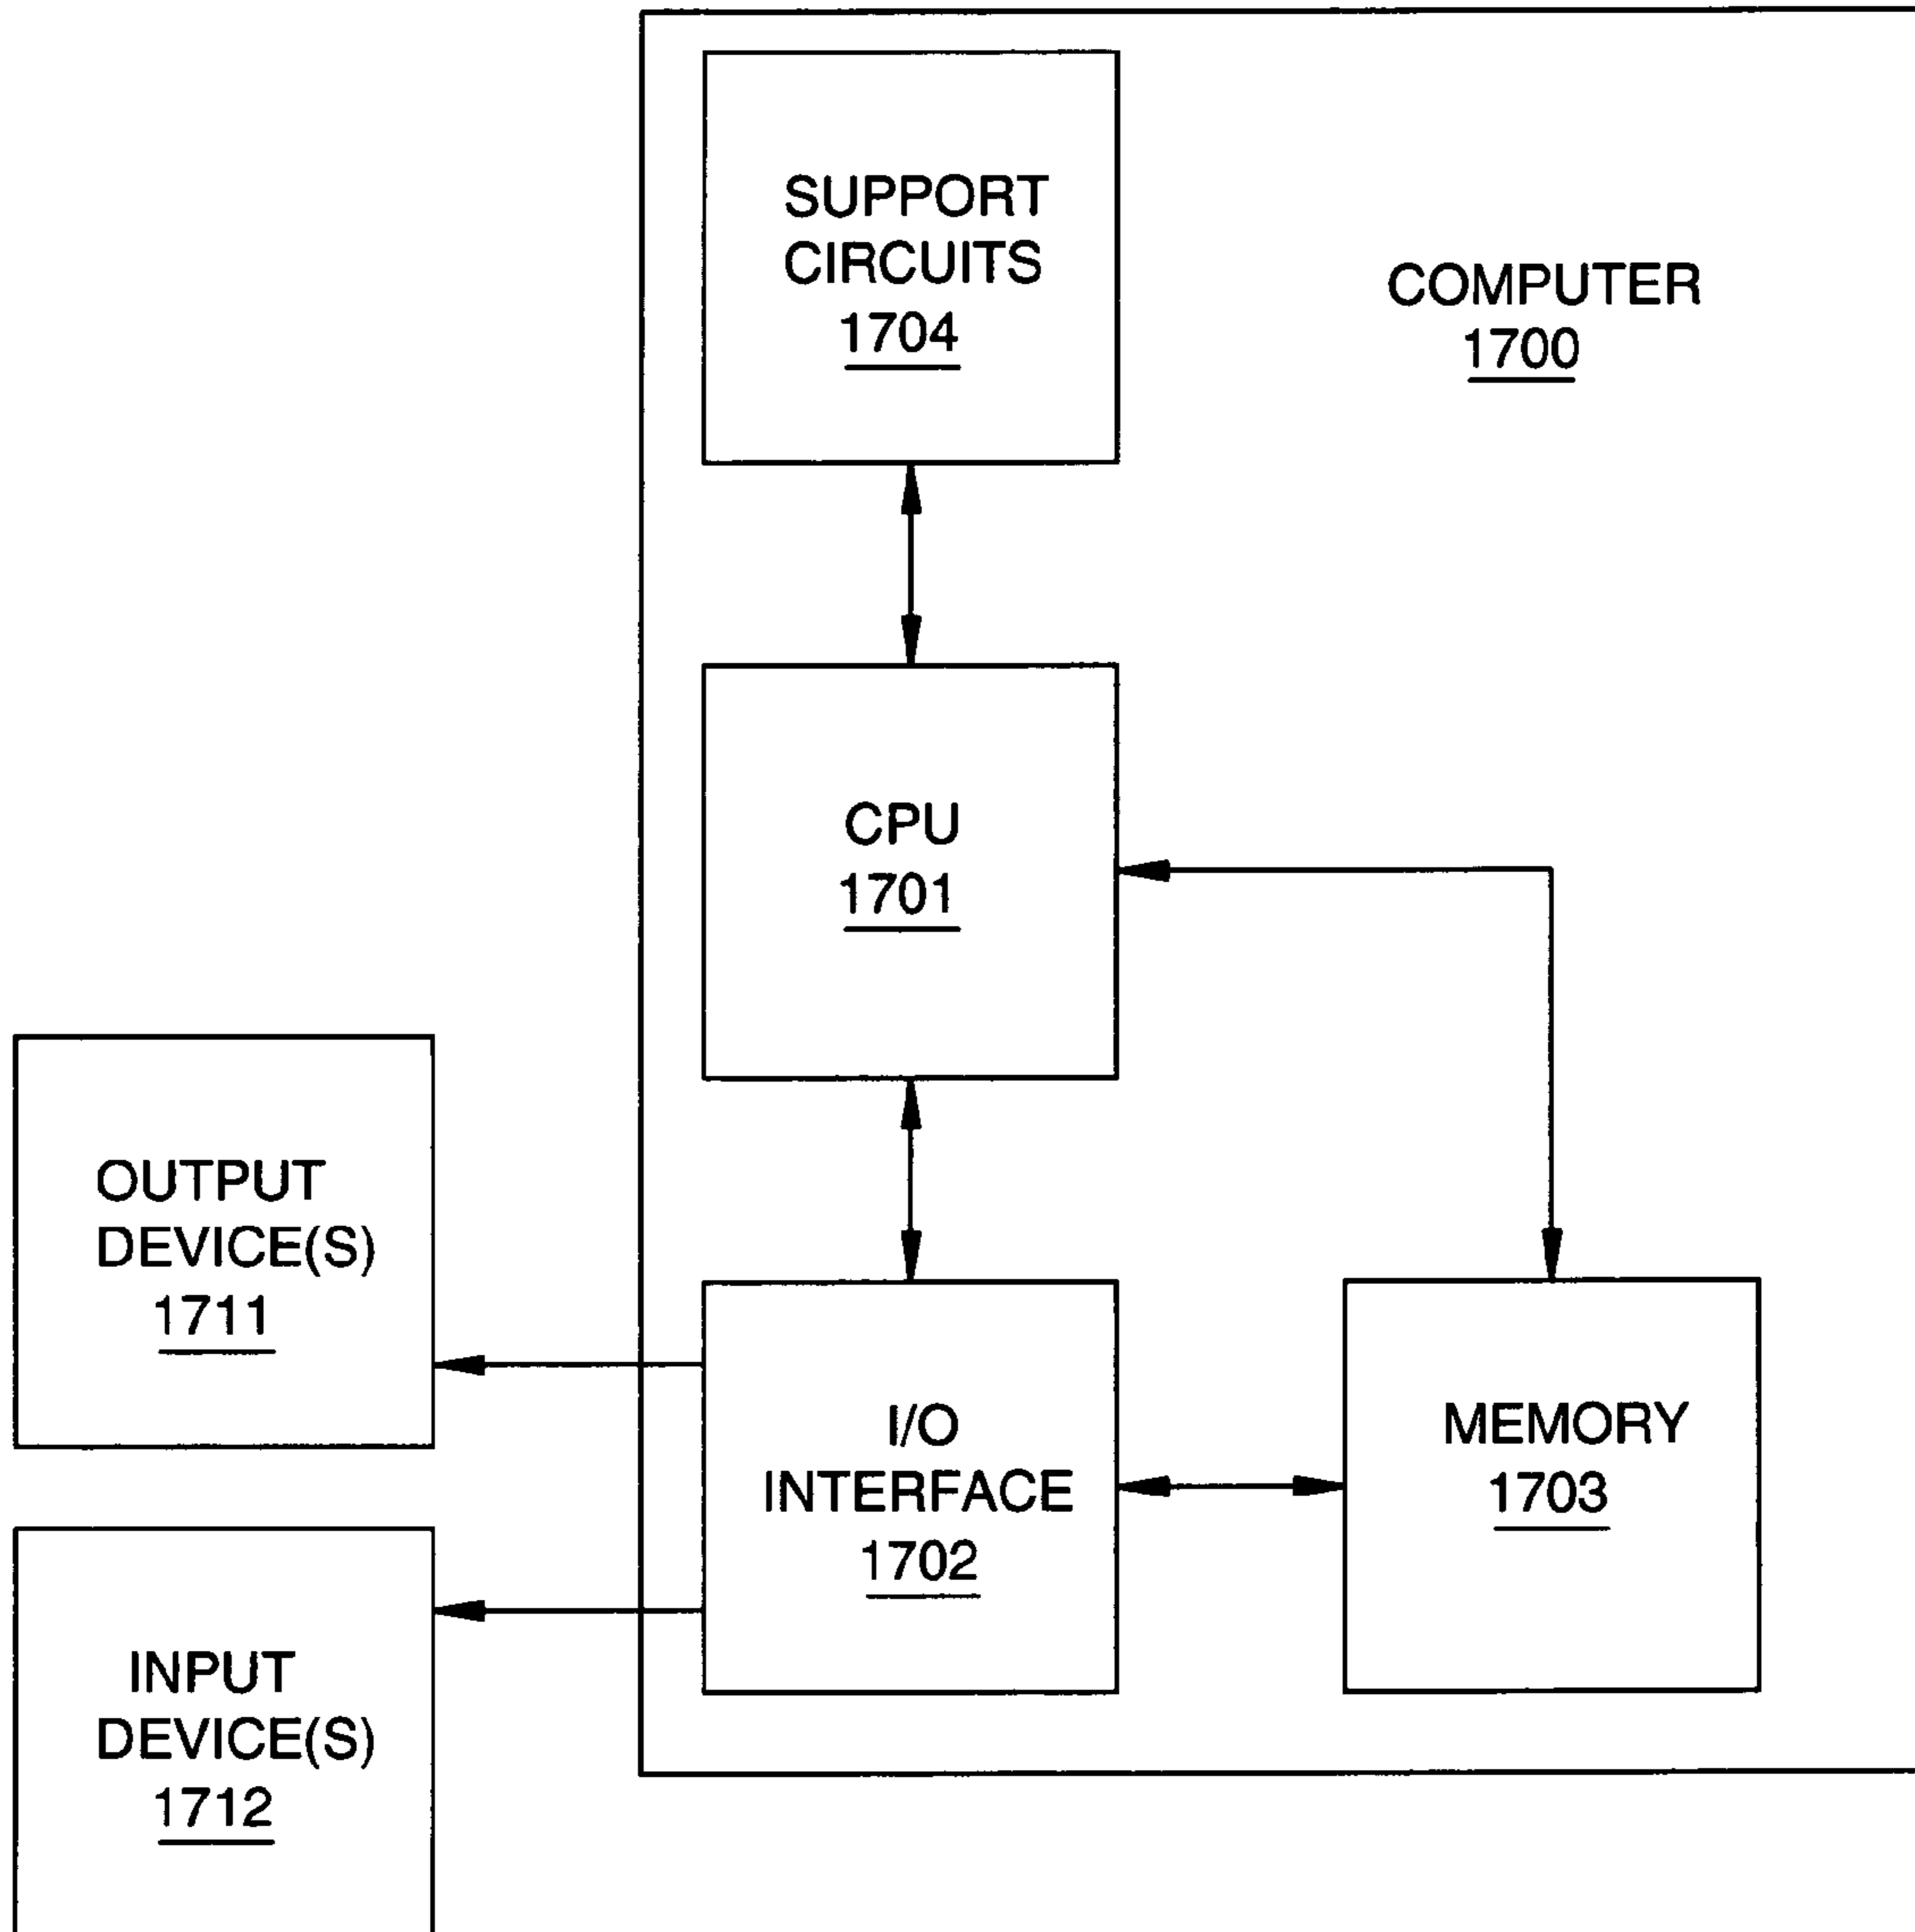 SUPPORT
CIRCUITS
1704
COMPUTER
1700
CPU
1701
OUTPUT
DEVICE(S)
1711
I/O
INTERFACE
1702
MEMORY
1703
INPUT
DEVICE(S)
1712